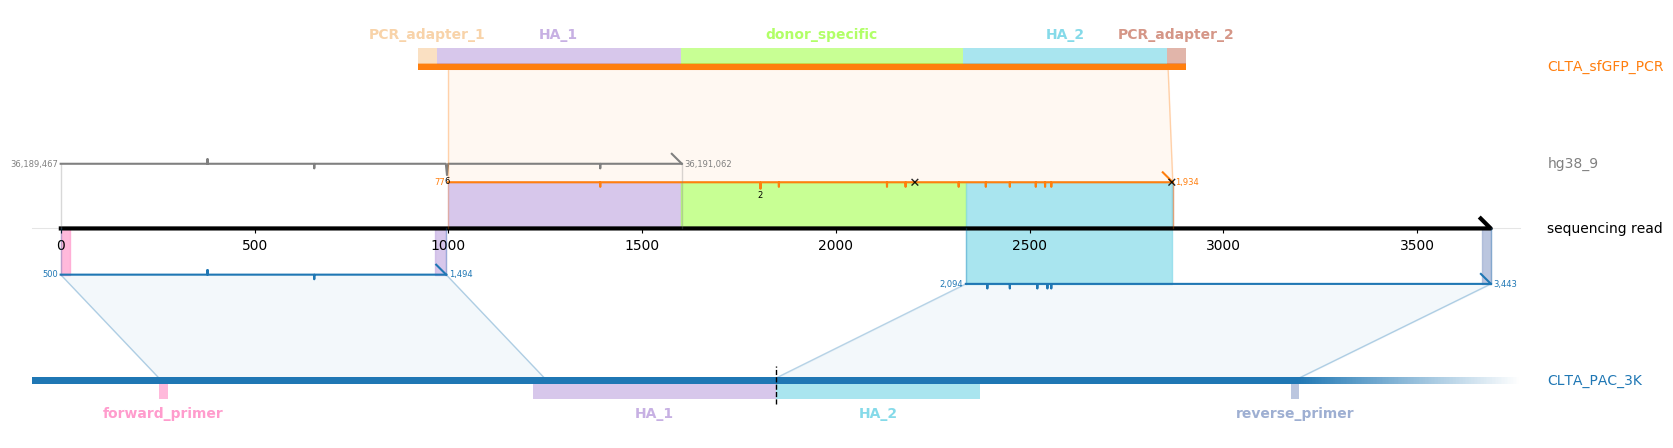 PCR_adapter_1 HA_1 donor_specific HA_2 PCR_adapter_2
CLTA_sfGFP_PCR
36,189,467 36,191,062 hg38_9
6 1,934
2
sequencing read
0 500 1000 1500 2000 2500 3000 3500
500 1,494
2,094 3,443
CLTA_PAC_3K
forward_primer HA_1 HA_2 reverse_primer